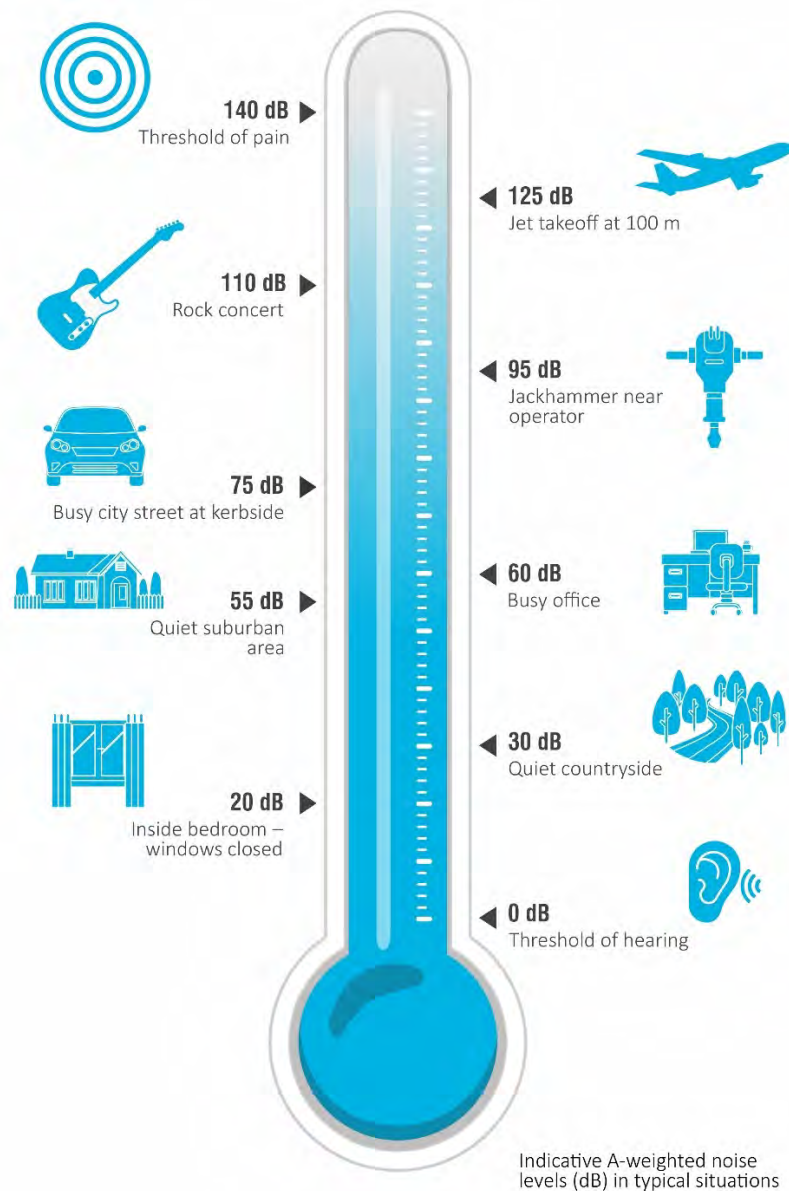 140 dB
Threshold of pain
125 dB
Jet takeoff at 100 m
110 dB
Rock concert
95 dB
Jackhammer near
operator
75 dB
Busy city street at kerbside
60 dB
Busy office
55 dB
Quiet suburban
area
30 dB
Quiet countryside
20 dB
Inside bedroom –
windows closed
0 dB
Threshold of hearing
Indicative A-weighted noise
levels (dB) in typical situations